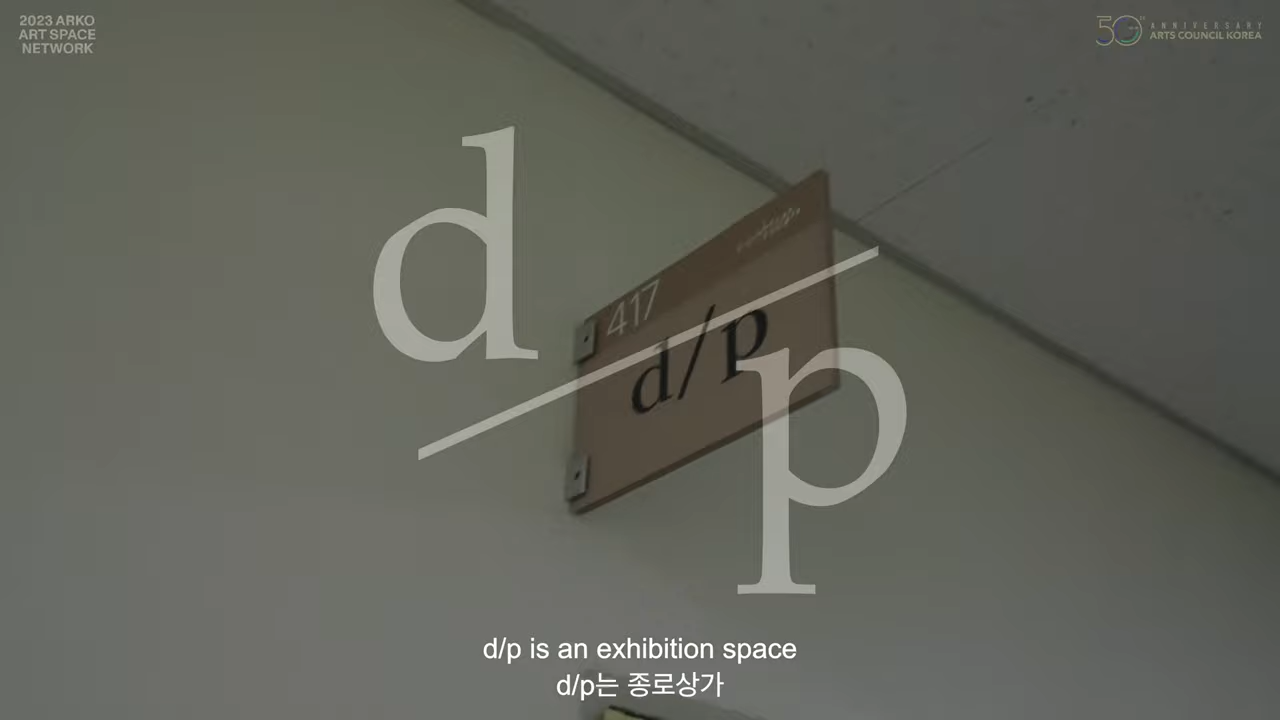 2023 ARKO
ART SPACE
NETWORK
50TH ANNIVERSARY
ARTS COUNCIL KOREA
d/p
417
d/p
d/p is an exhibition space
d/p는 종로상가